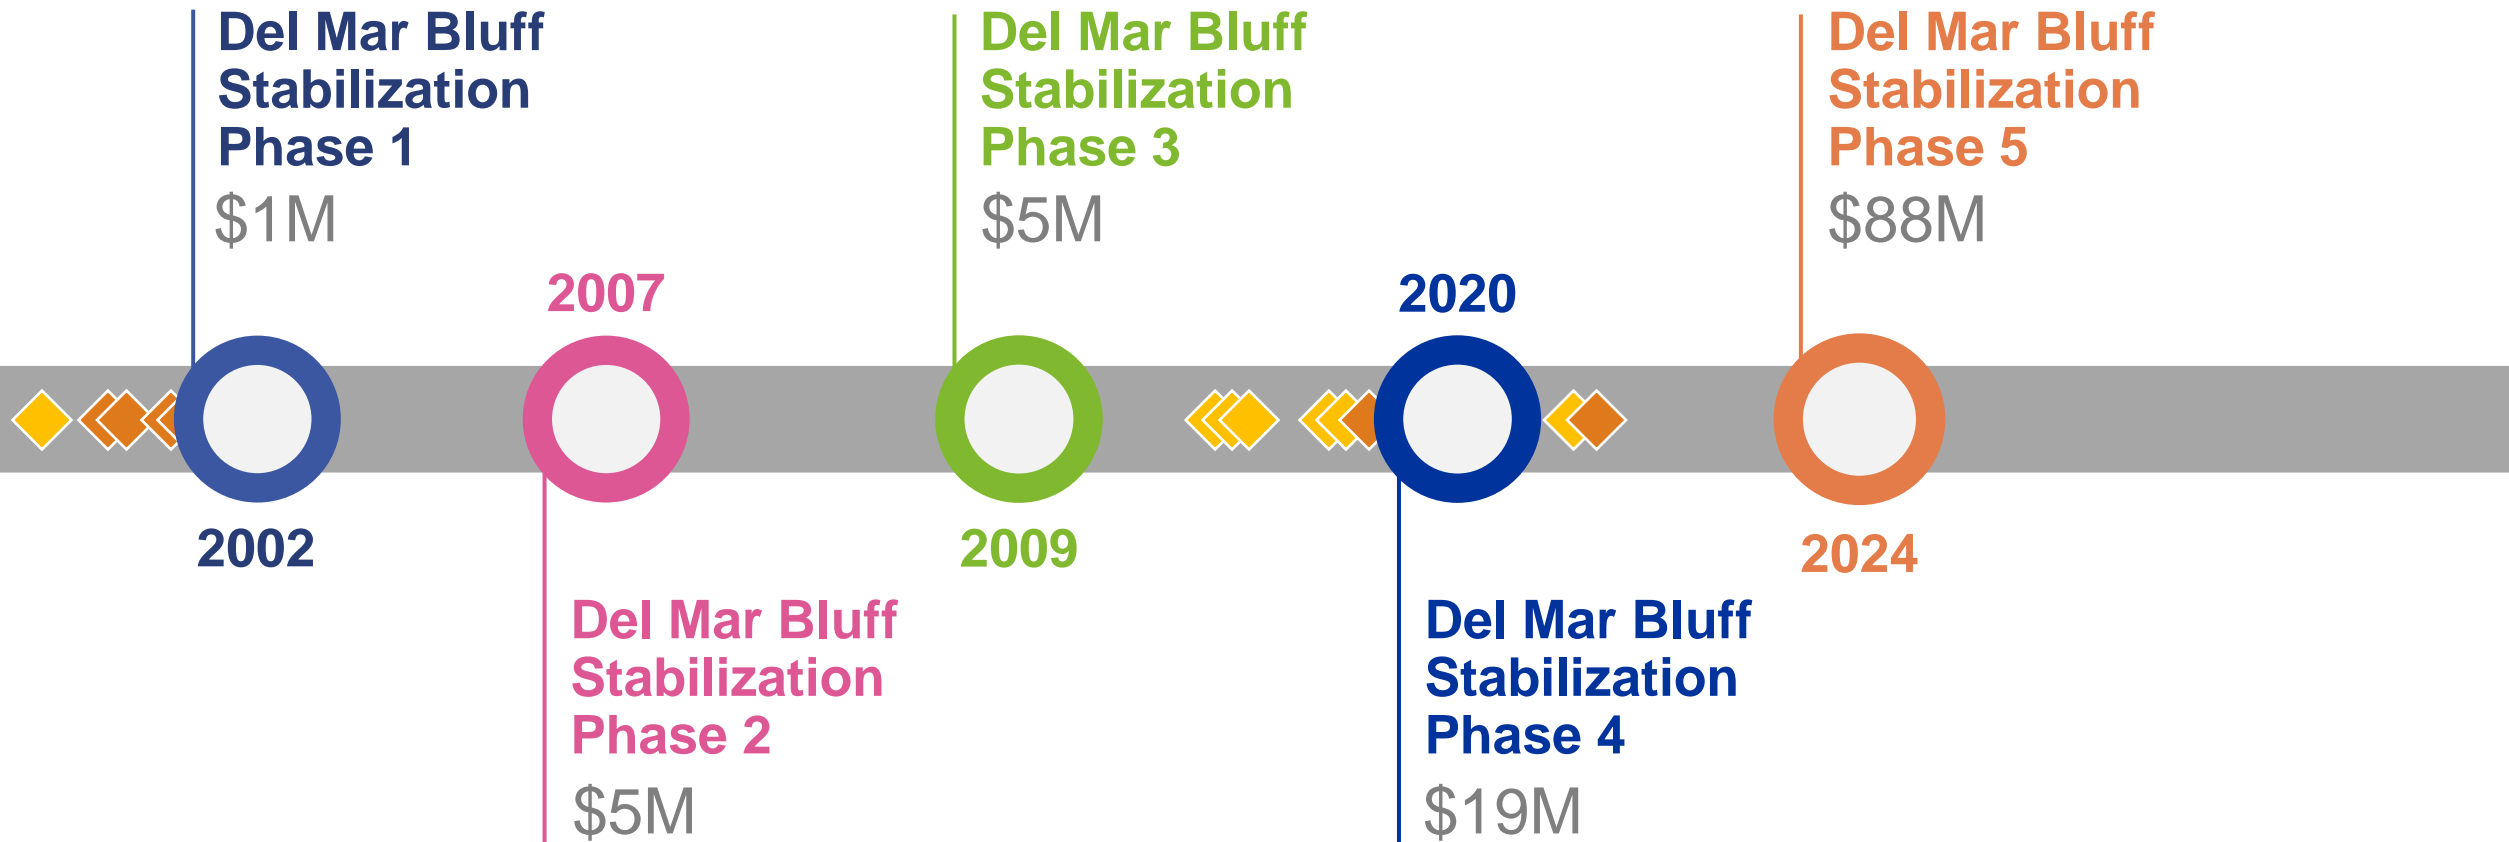 Del Mar Bluff
Stabilization
Phase 1
$1M
2002
2007
Del Mar Bluff
Stabilization
Phase 2
$5M
Del Mar Bluff
Stabilization
Phase 3
$5M
2009
2020
Del Mar Bluff
Stabilization
Phase 4
$19M
Del Mar Bluff
Stabilization
Phase 5
$88M
2024